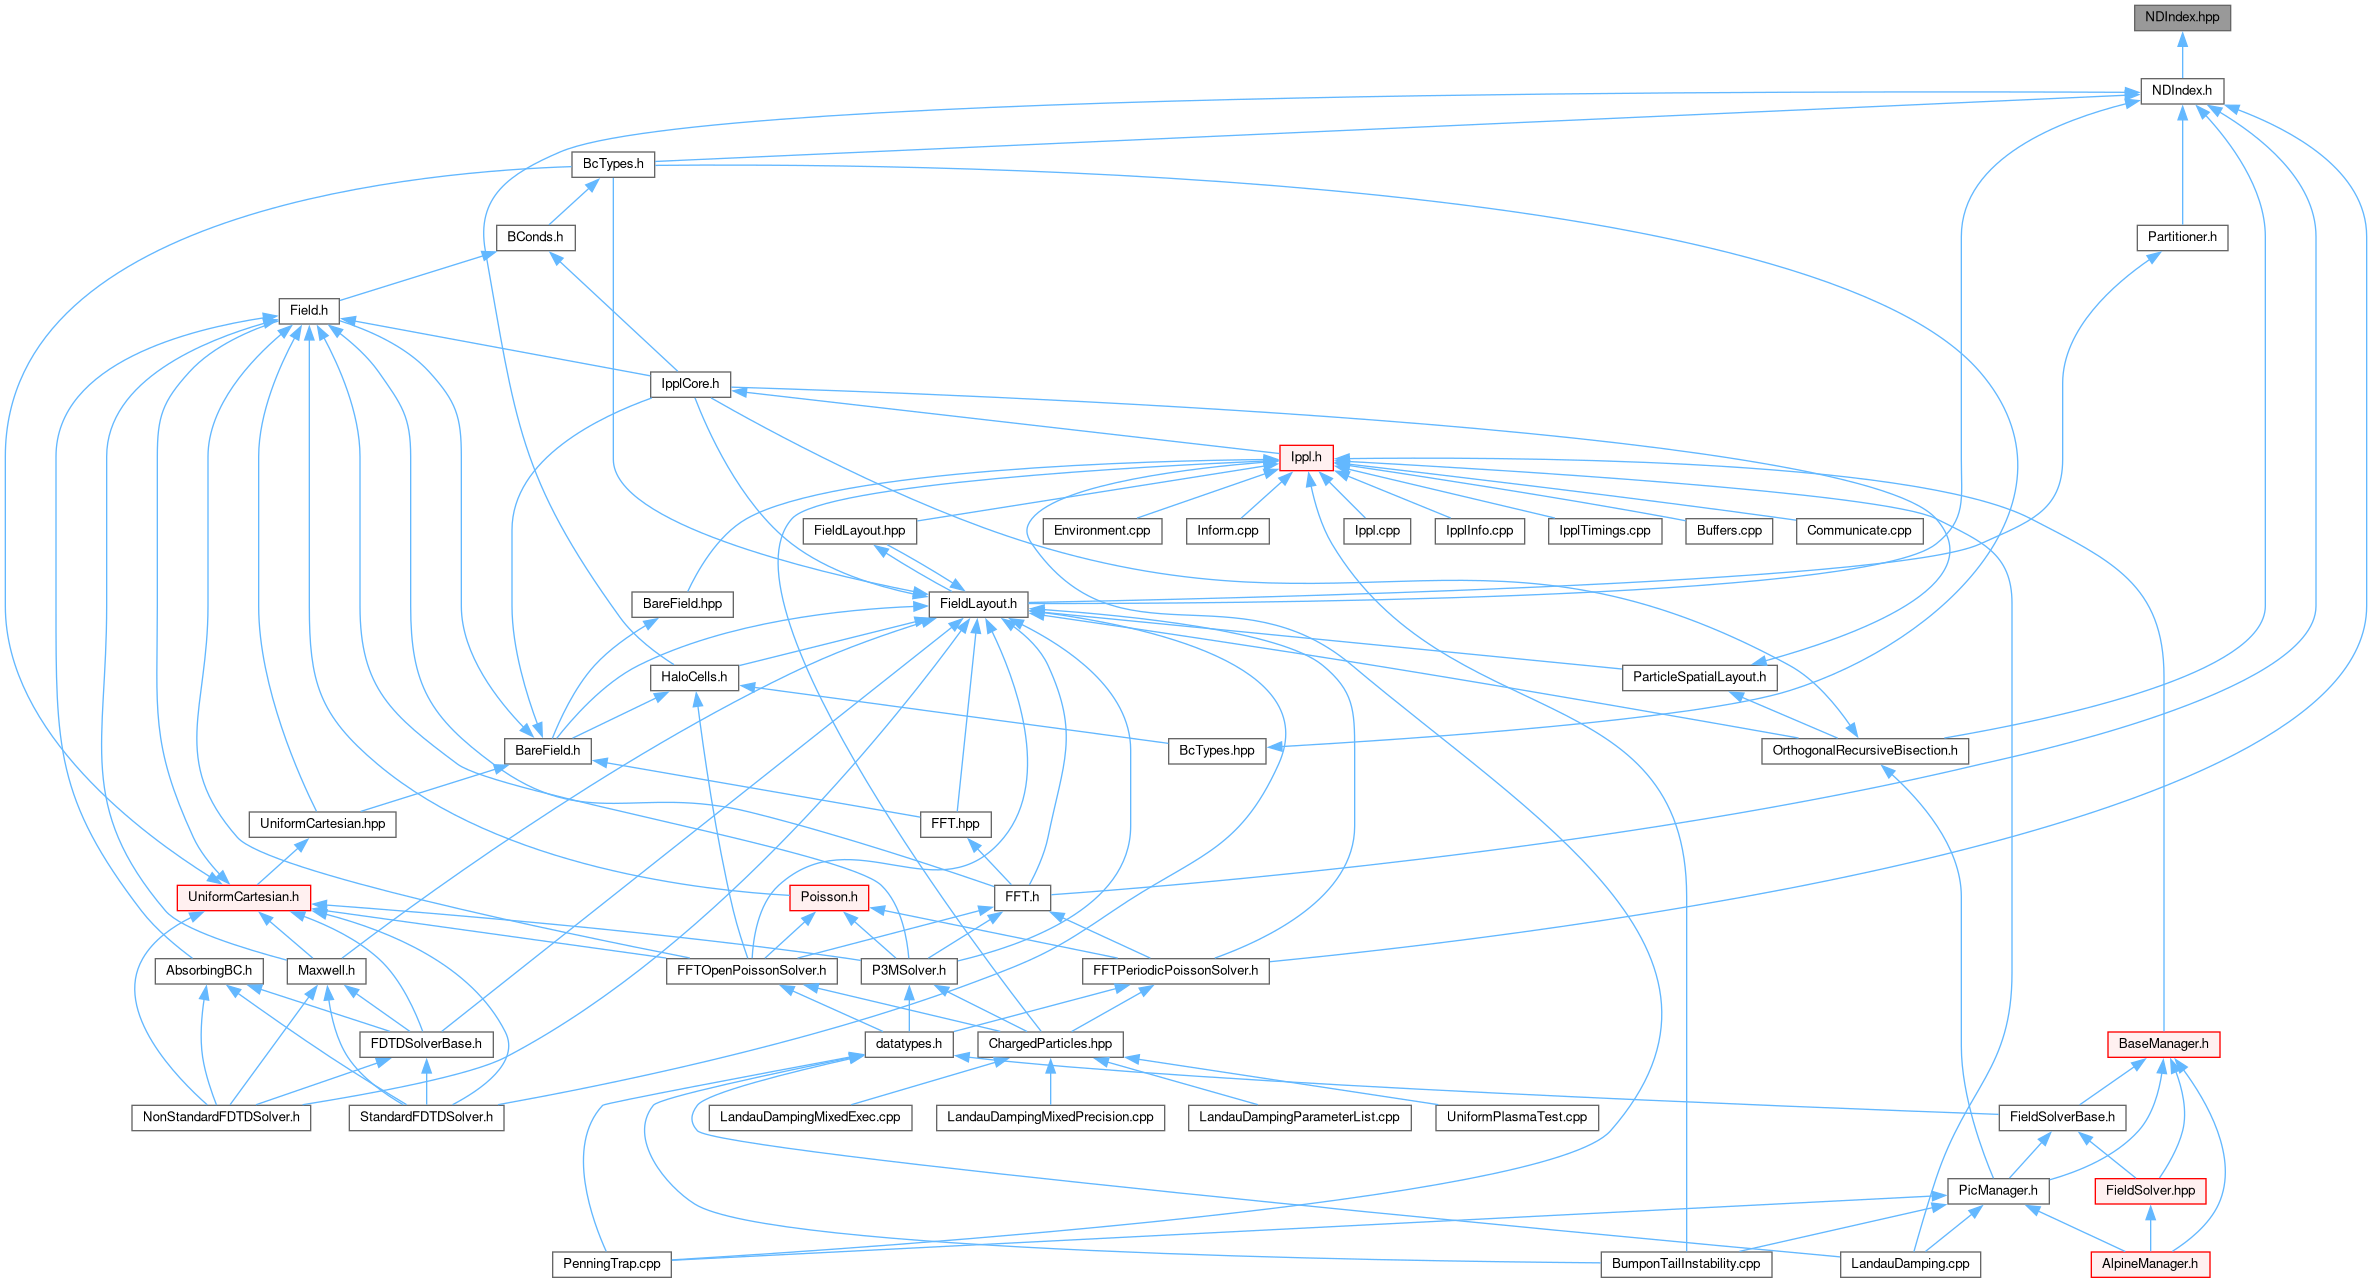 NDIndex.hpp
NDIndex.h
BcTypes.h
BConds.h
Partitioner.h
Field.h
IpplCore.h
Ippl.h
FieldLayout.hpp
Environment.cpp
Inform.cpp
Ippl.cpp
IpplInfo.cpp
IpplTimings.cpp
Buffers.cpp
Communicate.cpp
BareField.hpp
FieldLayout.h
HaloCells.h
ParticleSpatialLayout.h
BareField.h
BcTypes.hpp
OrthogonalRecursiveBisection.h
UniformCartesian.hpp
FFT.hpp
UniformCartesian.h
Poisson.h
FFT.h
AbsorbingBC.h
Maxwell.h
FFTOpenPoissonSolver.h
P3MSolver.h
FFTPeriodicPoissonSolver.h
FDTDSolverBase.h
datatypes.h
ChargedParticles.hpp
BaseManager.h
NonStandardFDTDSolver.h
StandardFDTDSolver.h
LandauDampingMixedExec.cpp
LandauDampingMixedPrecision.cpp
LandauDampingParameterList.cpp
UniformPlasmaTest.cpp
FieldSolverBase.h
PicManager.h
FieldSolver.hpp
PenningTrap.cpp
BumponTailInstability.cpp
LandauDamping.cpp
AlpineManager.h